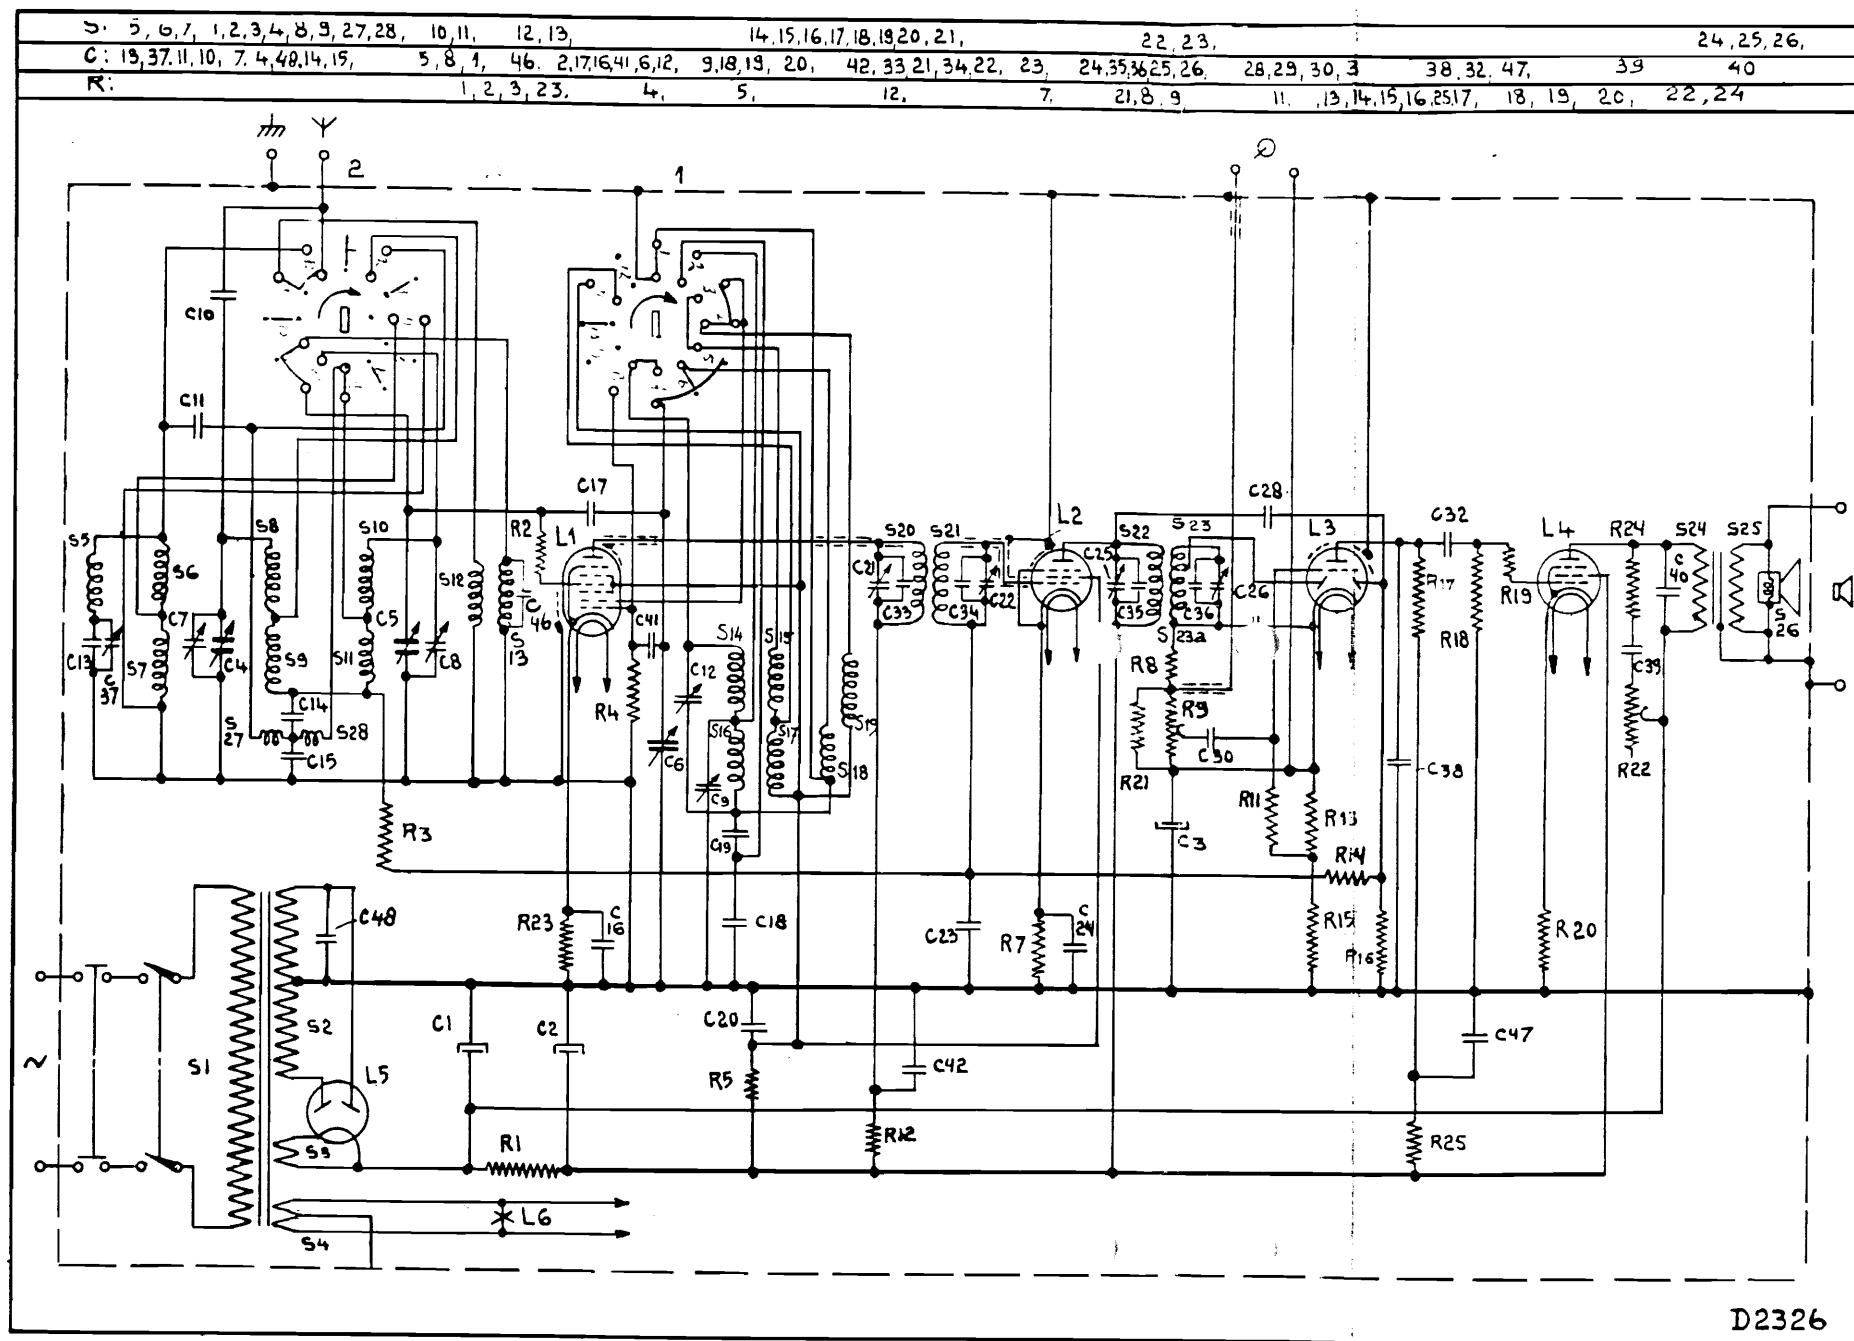 S. 5, 6, 7, 1, 2, 3, 4, 8, 9, 27, 28, 10, 11, 12, 13, 14, 15, 16, 17, 18, 19, 20, 21, 22, 23, 24, 25, 26,
C: 13, 37, 11, 10, 7. 4, 48, 14, 15, 5, 8, 1, 46. 2, 17, 16, 41, 6, 12, 9, 18, 19, 20, 42, 33, 21, 34, 22, 23, 24, 35, 36, 25, 26, 28, 29, 30, 3 38. 32. 47, 39 40
R: 1, 2, 3, 23. 4, 5, 12, 7, 21, 8, 9 11. 13, 14, 15, 16, 25, 17, 18, 19, 20, 22, 24
2 1
C10
C11
C17 C28
S5 S6 S8 S10 R2 L1 S20 S21 L2 S22 S23 L3 C32 L4 R24 S24 S25
S12 C21 C25 C26 R17 R19 C40
C7 C5 C46 C41 C33 C34 C22 C35 C36 R18
C13 C37 S7 C4 S9 S11 C8 S13 S14 S15 S23a S26
R4 C12 R8 C39
C14 S27 S28 S16 S17 S19 R9
C15 C6 C9 S18 R21 C30 C38 R22
R3 C19 R11 R13
C3 R14
C48 R23 C16 C18 C23 R7 C24 R15 R16 R20
S1 S2 C1 C2 C20 C47
L5 R5 C42
S3 R1 R12 R25
L6
S4
~
D2326